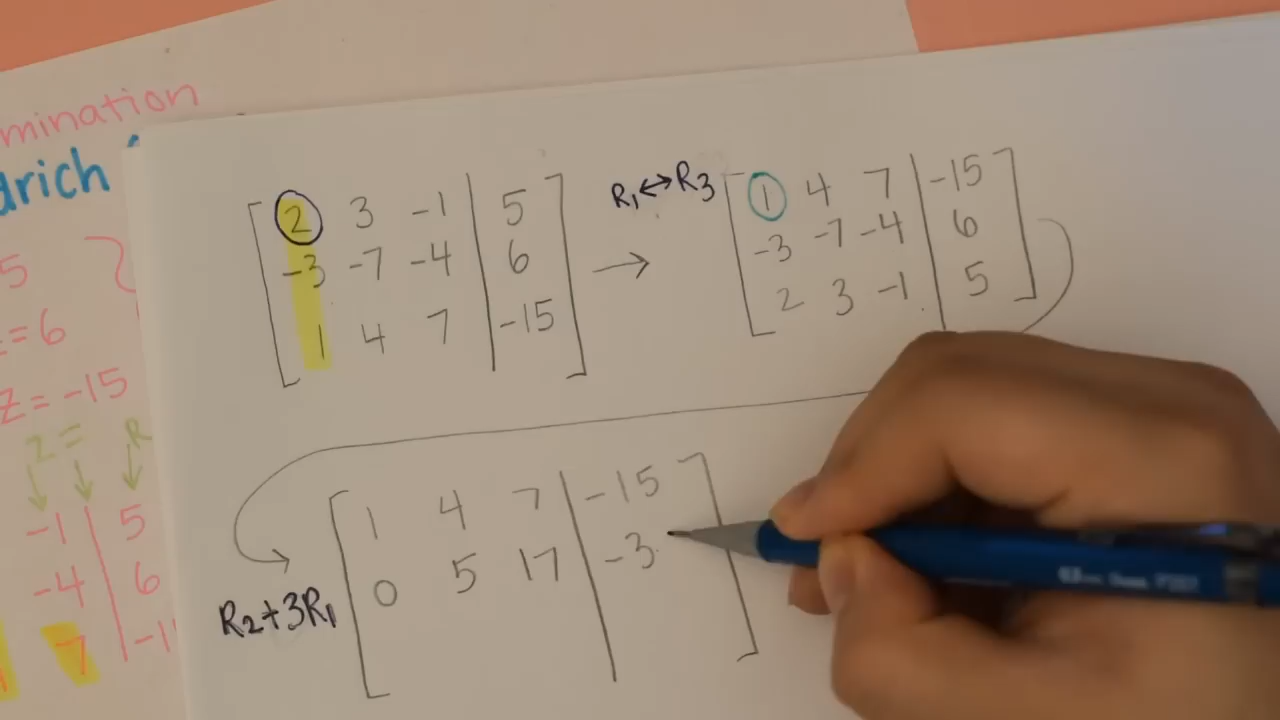 mination
drich
5
=6
Z=-15
2 = R
-1 | 5
-4 | 6
7 | -1
2 3 -1 | 5
-3 -7 -4 | 6
1 4 7 | -15
R1↔R3
→
1 4 7 | -15
-3 -7 -4 | 6
2 3 -1 | 5
1 4 7 | -15
R2+3R1 0 5 17 | -3